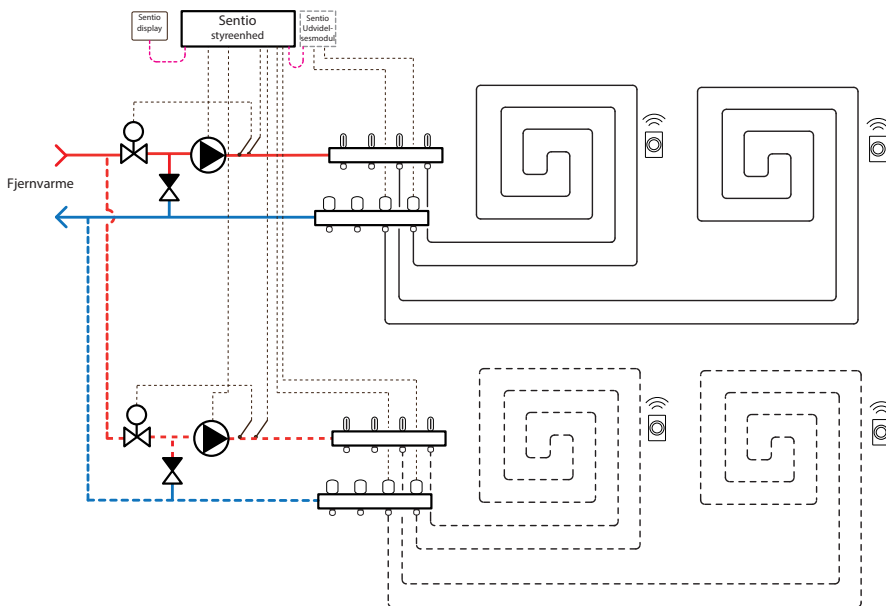 Sentio
display
Sentio
styreenhed
Sentio
Udvidel-
sesmodul
Fjernvarme